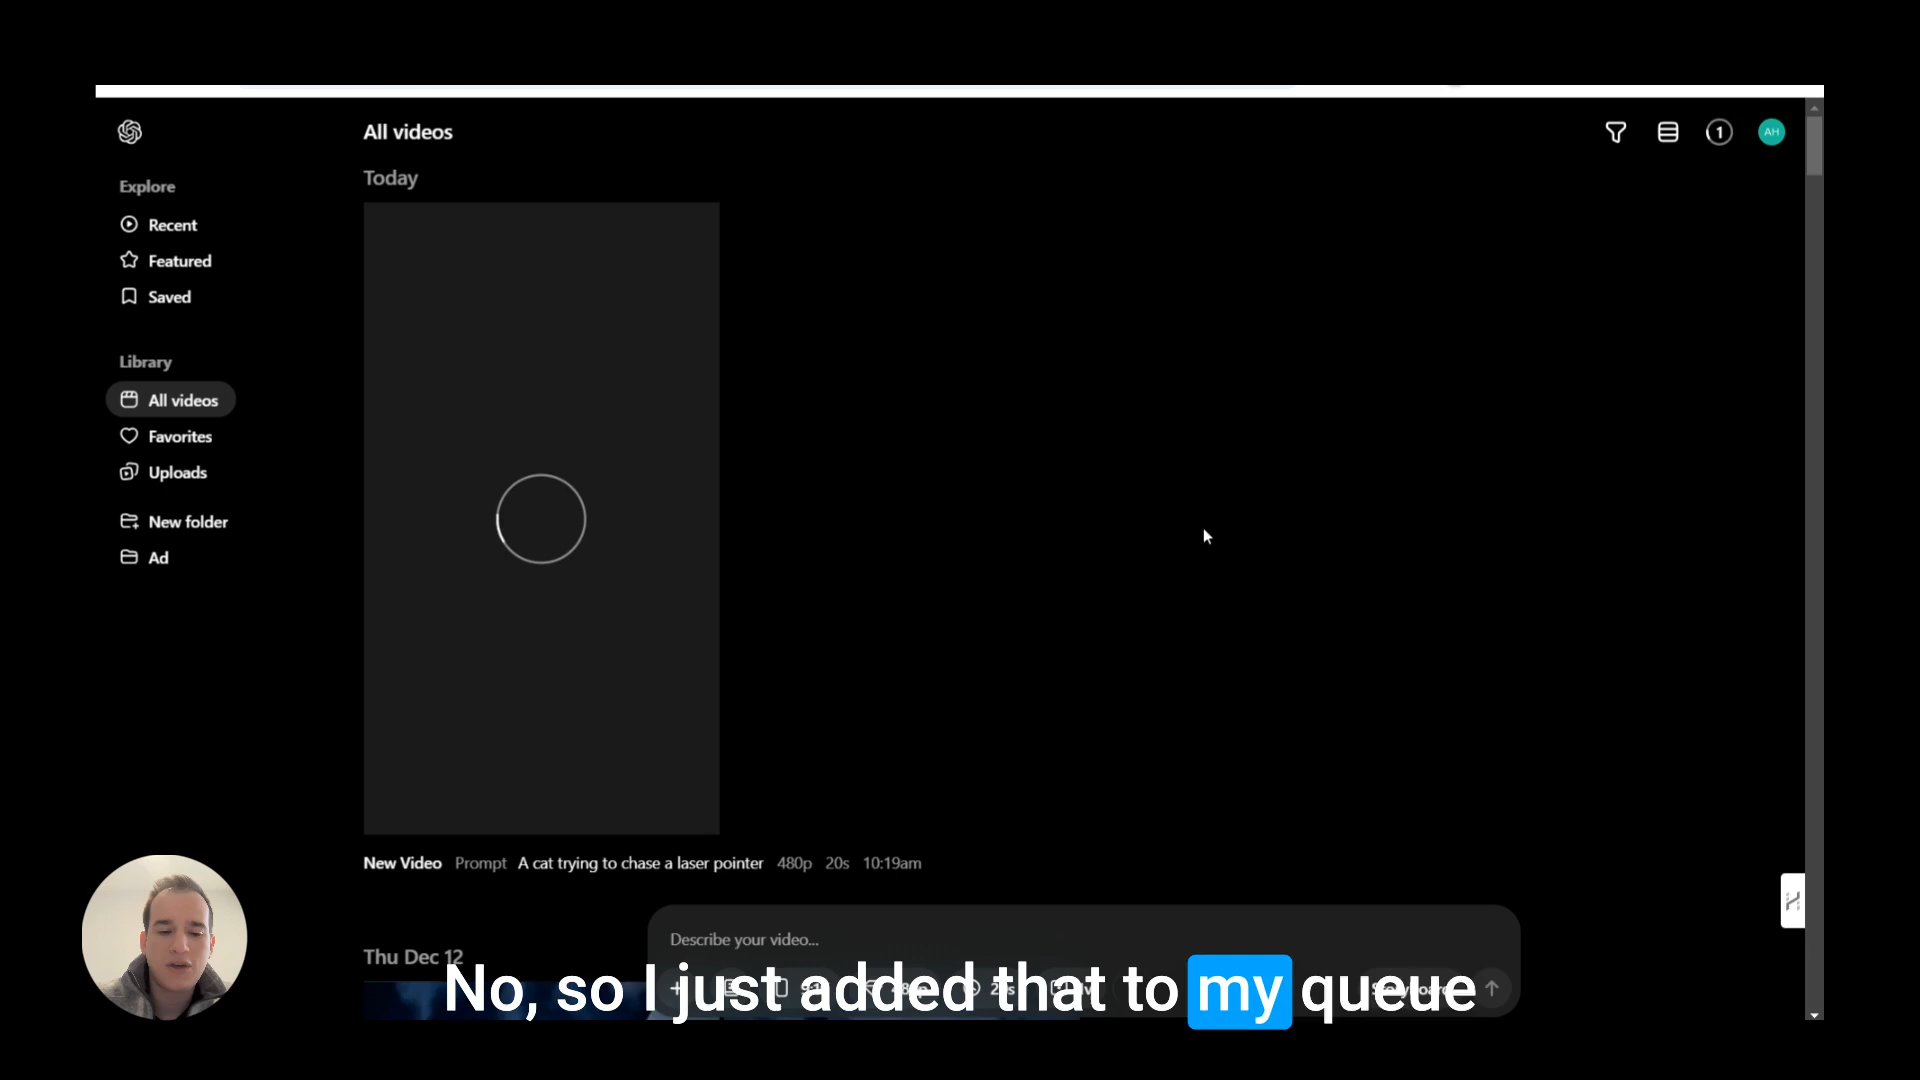 All videos
1
AH
Explore
Today
Recent
Featured
Saved
Library
All videos
Favorites
Uploads
New folder
Ad
New Video Prompt A cat trying to chase a laser pointer 480p 20s 10:19am
Describe your video...
Thu Dec 12
No, so I just added that to my queue